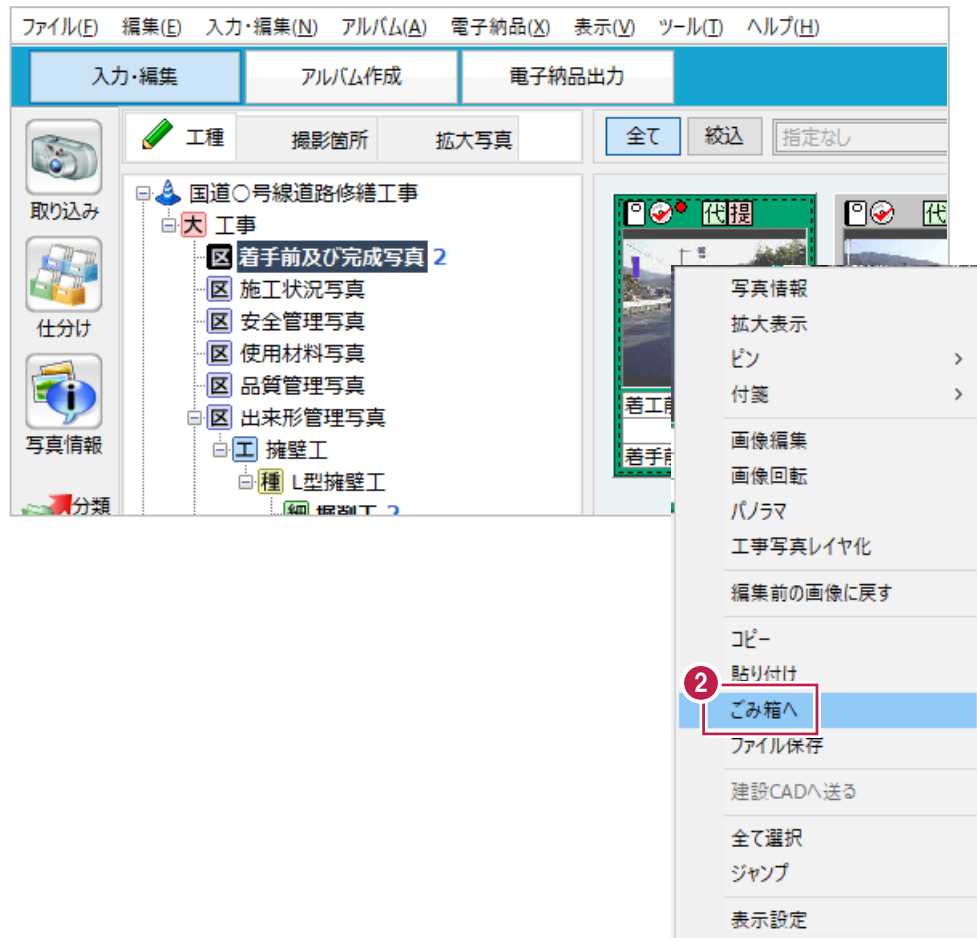 ファイル(F) 編集(E) 入力・編集(N) アルバム(A) 電子納品(X) 表示(V) ツール(T) ヘルプ(H)
入力・編集 アルバム作成 電子納品出力
工種 撮影箇所 拡大写真 全て 絞込 指定なし
取り込み
仕分け
写真情報
分類
国道○号線道路修繕工事
大 工事
区 着手前及び完成写真 2
区 施工状況写真
区 安全管理写真
区 使用材料写真
区 品質管理写真
区 出来形管理写真
工 擁壁工
種 L型擁壁工
細 掘削工 2
代 提
代
着工前
着手前
写真情報
拡大表示
ピン
付箋
画像編集
画像回転
パノラマ
工事写真レイヤ化
編集前の画像に戻す
コピー
貼り付け
2
ごみ箱へ
ファイル保存
建設CADへ送る
全て選択
ジャンプ
表示設定